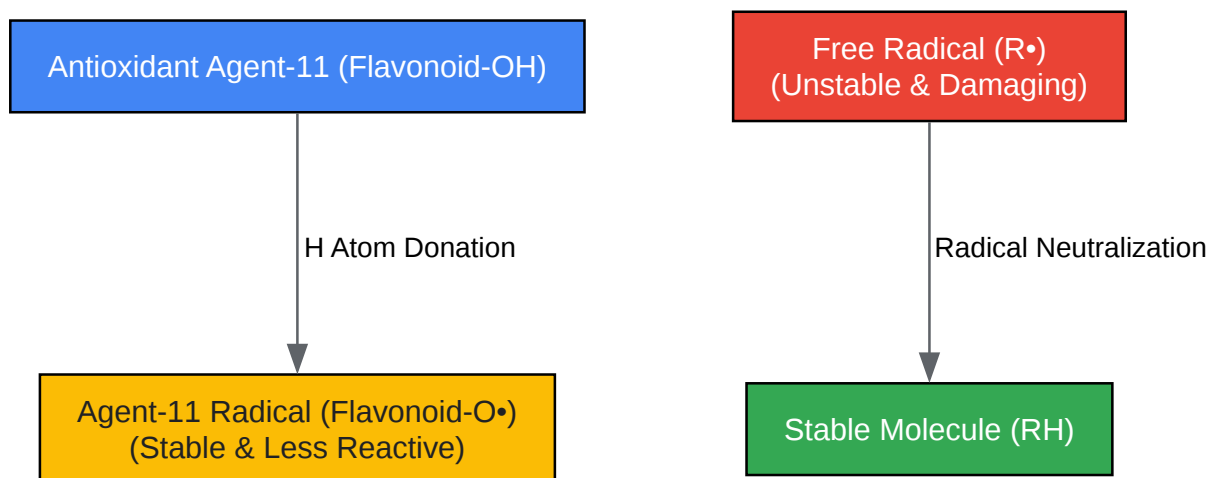 Antioxidant Agent-11 (Flavonoid-OH)
Free Radical (R•)
(Unstable & Damaging)
H Atom Donation
Radical Neutralization
Agent-11 Radical (Flavonoid-O•)
(Stable & Less Reactive)
Stable Molecule (RH)